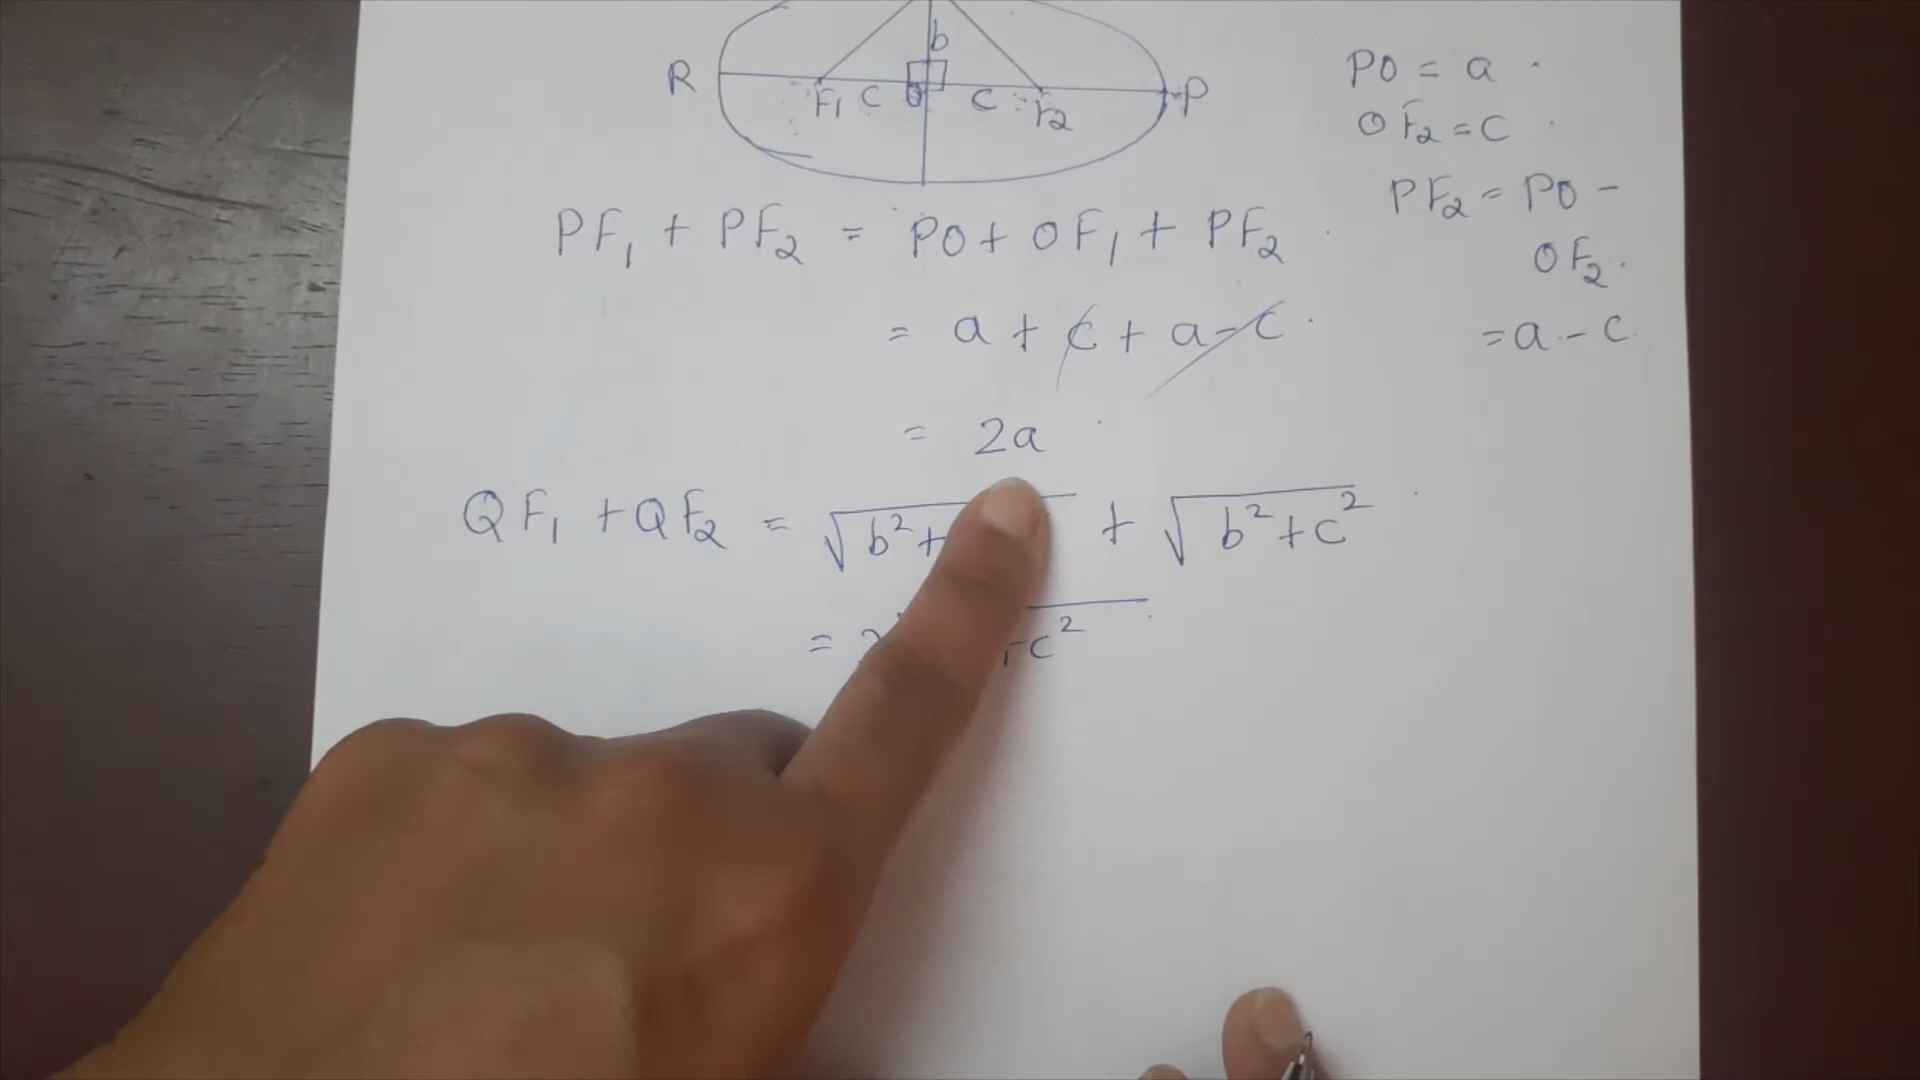 b
R F₁ C O C F₂ P
PO = a
OF₂ = c
PF₂ = PO -
OF₂.
= a - c
PF₁ + PF₂ = PO + OF₁ + PF₂
= a + c + a - c
= 2a
QF₁ + QF₂ = √b² + + √b² + c²
= c²